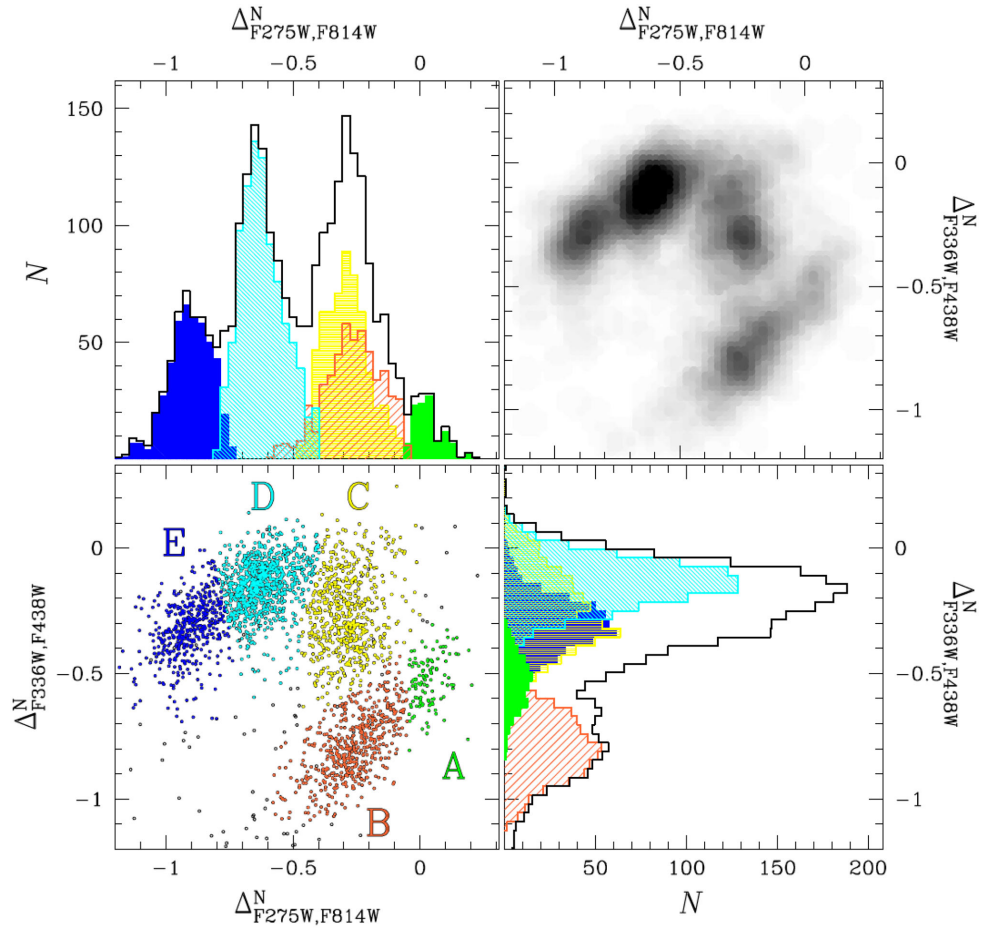 Δ^N_F275W,F814W Δ^N_F275W,F814W
−1 −0.5 0 −1 −0.5 0
150
100
50
N
0
−0.5
−1
Δ^N_F336W,F438W
E D C
A
B
0
−0.5
−1
Δ^N_F336W,F438W
−1 −0.5 0
Δ^N_F275W,F814W
0
−0.5
−1
Δ^N_F336W,F438W
50 100 150 200
N